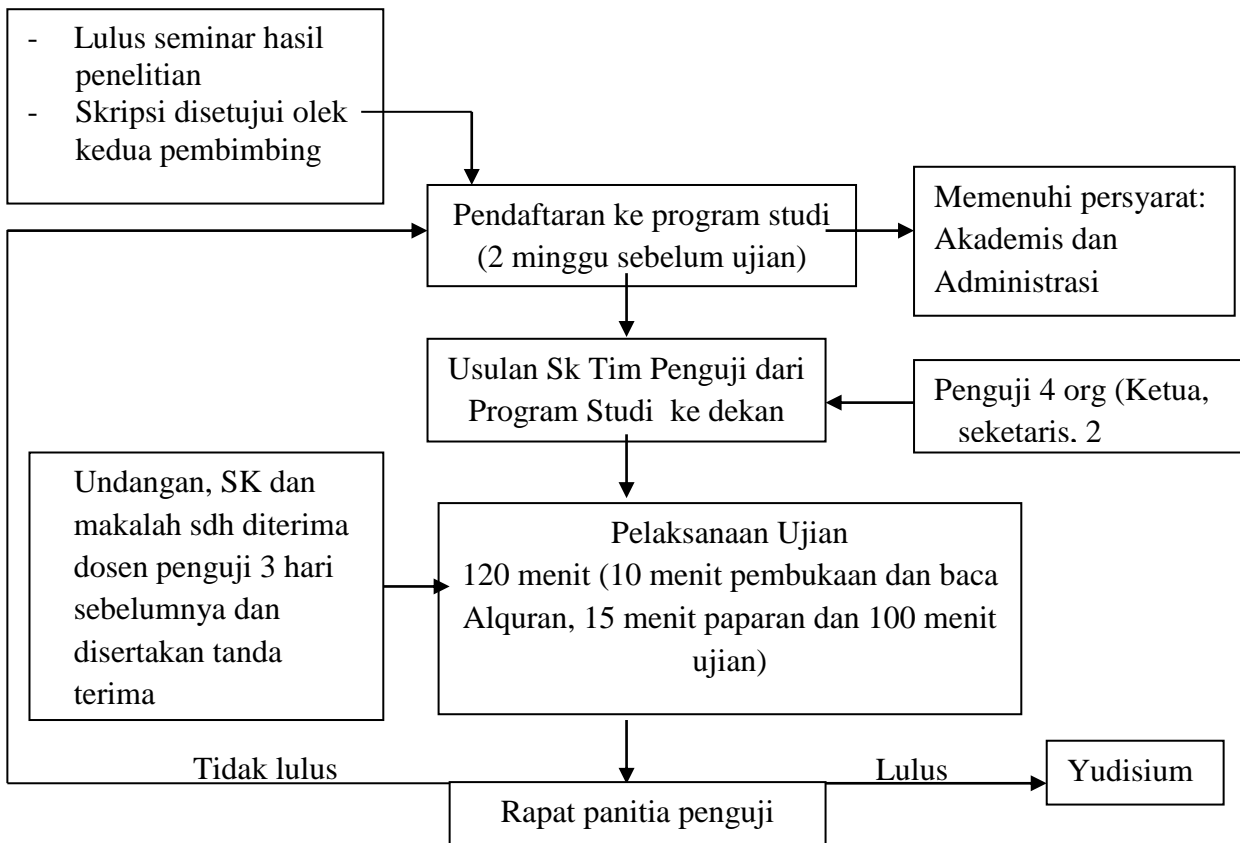 - Lulus seminar hasil
penelitian
- Skripsi disetujui olek
kedua pembimbing
Pendaftaran ke program studi
(2 minggu sebelum ujian)
Memenuhi persyarat:
Akademis dan
Administrasi
Usulan Sk Tim Penguji dari
Program Studi ke dekan
Penguji 4 org (Ketua,
seketaris. 2
Undangan, SK dan
makalah sdh diterima
dosen penguji 3 hari
sebelumnya dan
disertakan tanda
terima
Pelaksanaan Ujian
120 menit (10 menit pembukaan dan baca
Alquran, 15 menit paparan dan 100 menit
ujian)
Tidak lulus
Lulus
Yudisium
Rapat panitia penguji